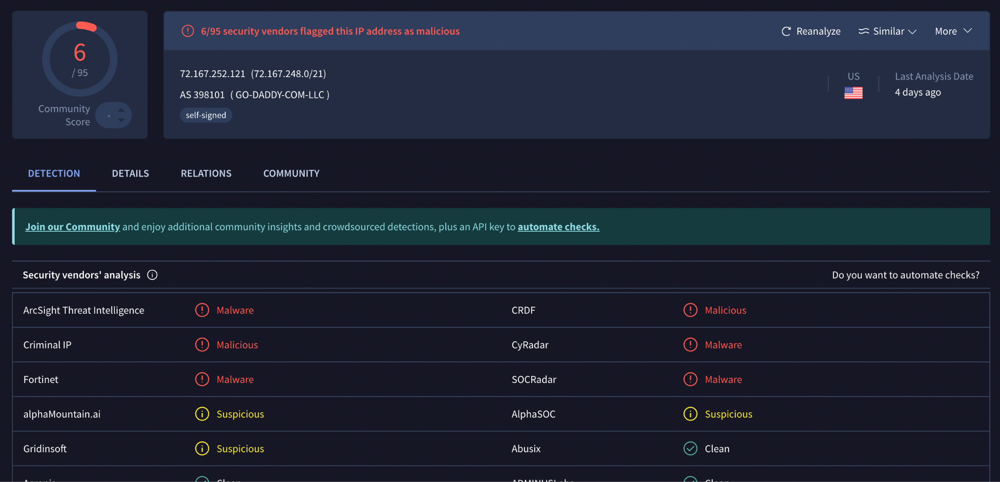 6
/ 95
Community
Score
6/95 security vendors flagged this IP address as malicious
Reanalyze
Similar
More
72.167.252.121 (72.167.248.0/21)
AS 398101 ( GO-DADDY-COM-LLC )
self-signed
US
Last Analysis Date
4 days ago
DETECTION
DETAILS
RELATIONS
COMMUNITY
Join our Community and enjoy additional community insights and crowdsourced detections, plus an API key to automate checks.
Security vendors' analysis
Do you want to automate checks?
ArcSight Threat Intelligence
Malware
CRDF
Malicious
Criminal IP
Malicious
CyRadar
Malware
Fortinet
Malware
SOCRadar
Malware
alphaMountain.ai
Suspicious
AlphaSOC
Suspicious
Gridinsoft
Suspicious
Abusix
Clean